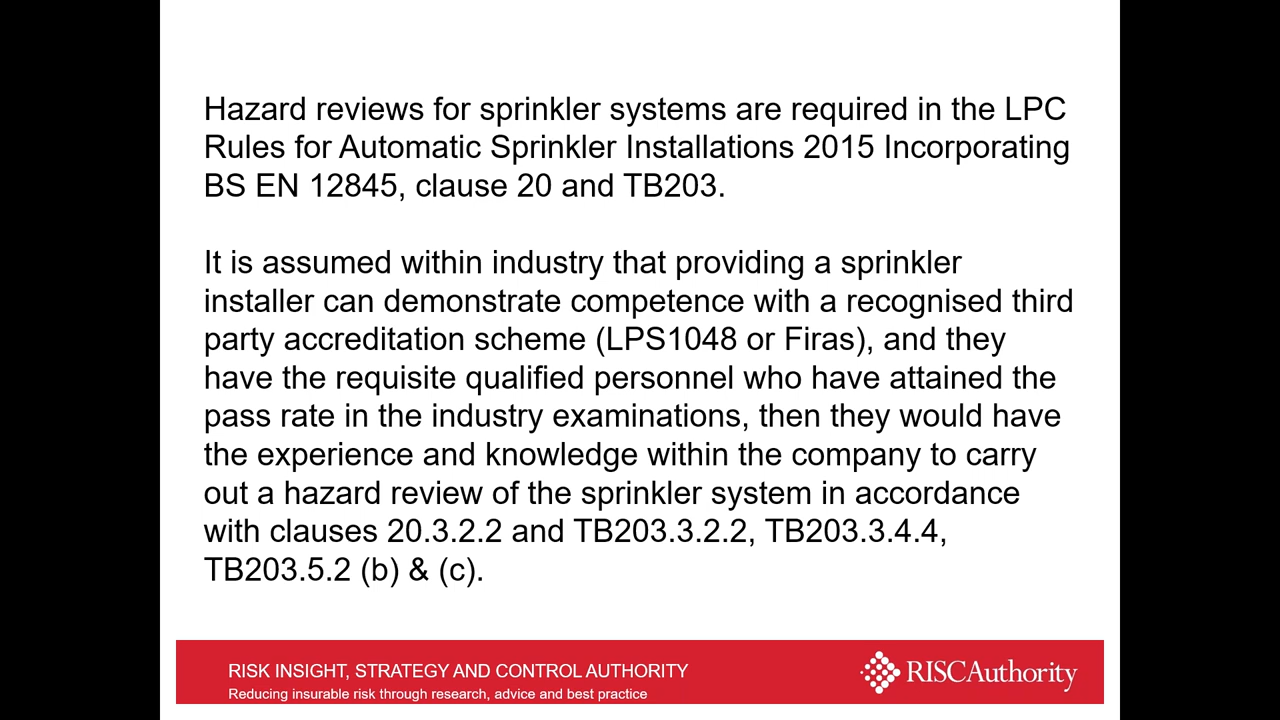 Hazard reviews for sprinkler systems are required in the LPC
Rules for Automatic Sprinkler Installations 2015 Incorporating
BS EN 12845, clause 20 and TB203.
It is assumed within industry that providing a sprinkler
installer can demonstrate competence with a recognised third
party accreditation scheme (LPS1048 or Firas), and they
have the requisite qualified personnel who have attained the
pass rate in the industry examinations, then they would have
the experience and knowledge within the company to carry
out a hazard review of the sprinkler system in accordance
with clauses 20.3.2.2 and TB203.3.2.2, TB203.3.4.4,
TB203.5.2 (b) & (c).
RISK INSIGHT, STRATEGY AND CONTROL AUTHORITY
Reducing insurable risk through research, advice and best practice
RISCAuthority